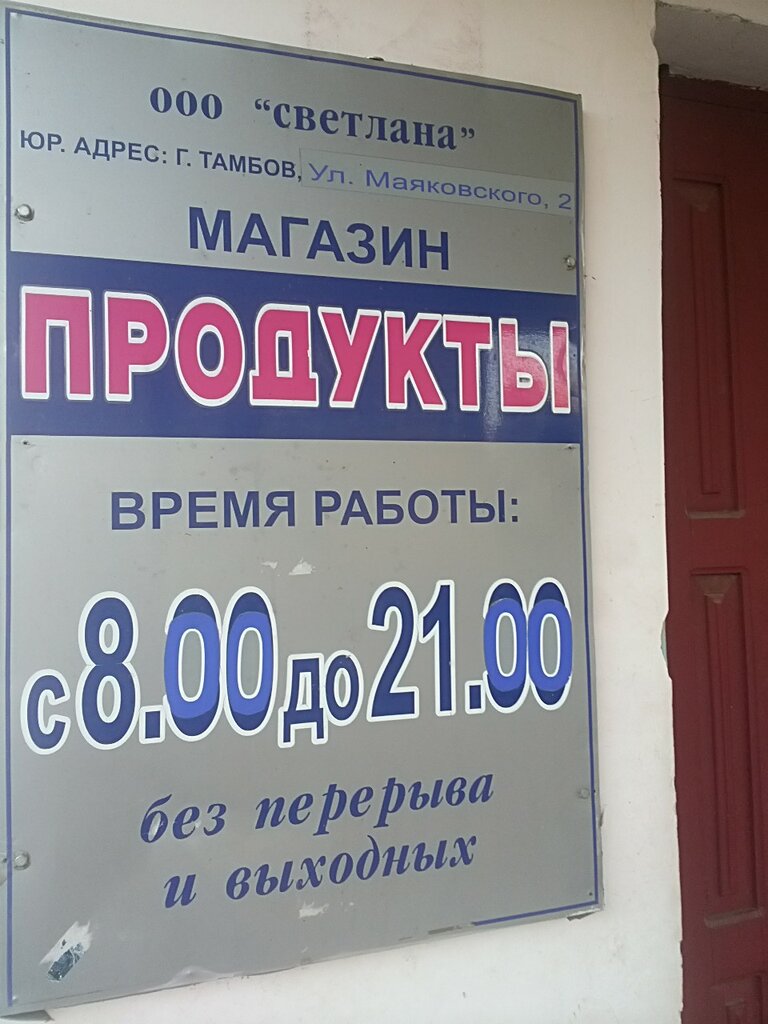 ООО “светлана”
ЮР. АДРЕС: Г. ТАМБОВ, Ул. Маяковского, 2
МАГАЗИН
ПРОДУКТЫ
ВРЕМЯ РАБОТЫ:
с 8.00 до 21.00
без перерыва
и выходных